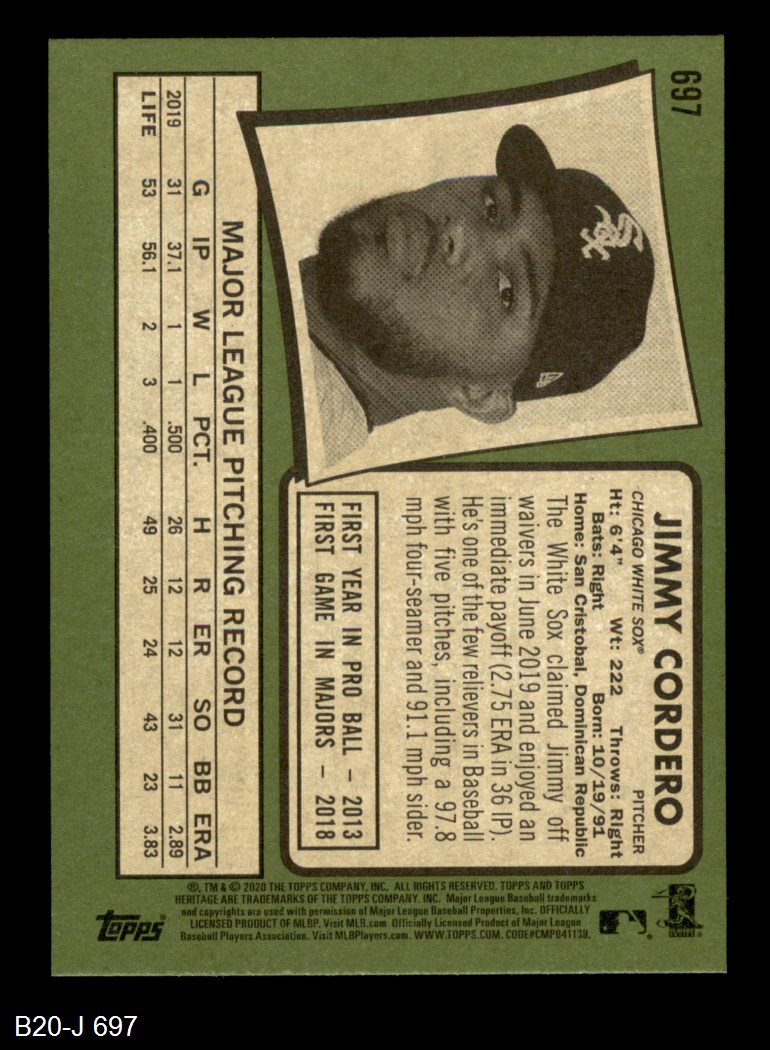 697
JIMMY CORDERO
CHICAGO WHITE SOX® PITCHER
Ht: 6'4" Wt: 222 Throws: Right
Bats: Right Born: 10/19/91
Home: San Cristobal, Dominican Republic
The White Sox claimed Jimmy off
waivers in June 2019 and enjoyed an
immediate payoff (2.75 ERA in 36 IP).
He's one of the few relievers in Baseball
with five pitches, including a 97.8
mph four-seamer and 91.1 mph sider.
FIRST YEAR IN PRO BALL – 2013
FIRST GAME IN MAJORS – 2018
MAJOR LEAGUE PITCHING RECORD
G IP W L PCT. H R ER SO BB ERA
2019 31 37.1 1 1 .500 26 12 12 31 11 2.89
LIFE 53 56.1 2 3 .400 49 25 24 43 23 3.83
®, TM & © 2020 THE TOPPS COMPANY, INC. ALL RIGHTS RESERVED. TOPPS AND TOPPS
HERITAGE ARE TRADEMARKS OF THE TOPPS COMPANY, INC. Major League Baseball trademarks
and copyrights are used with permission of Major League Baseball Properties, Inc. OFFICIALLY
LICENSED PRODUCT OF MLBP. Visit MLB.com Officially Licensed Product of Major League
Baseball Players Association. Visit MLBPlayers.com. WWW.TOPPS.COM. CODE#CMP041139.
topps®
B20-J 697